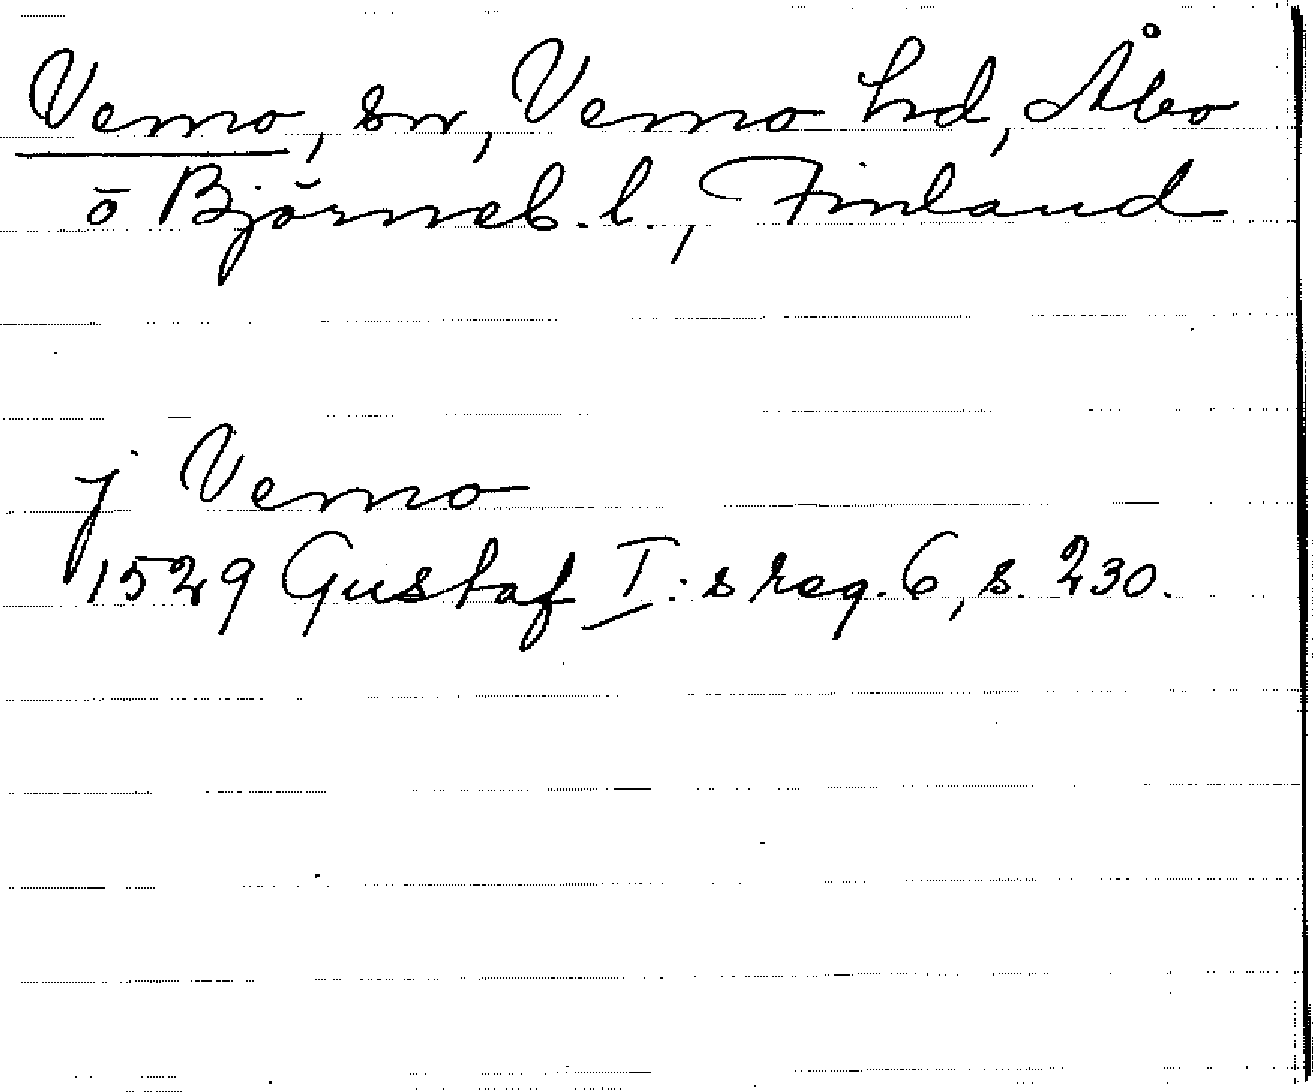 Vemo, sn, Vemo hd, Åbo
o Björneb. l., Finland
j Vemo
1529 Gustaf I:s reg. 6, s. 230.